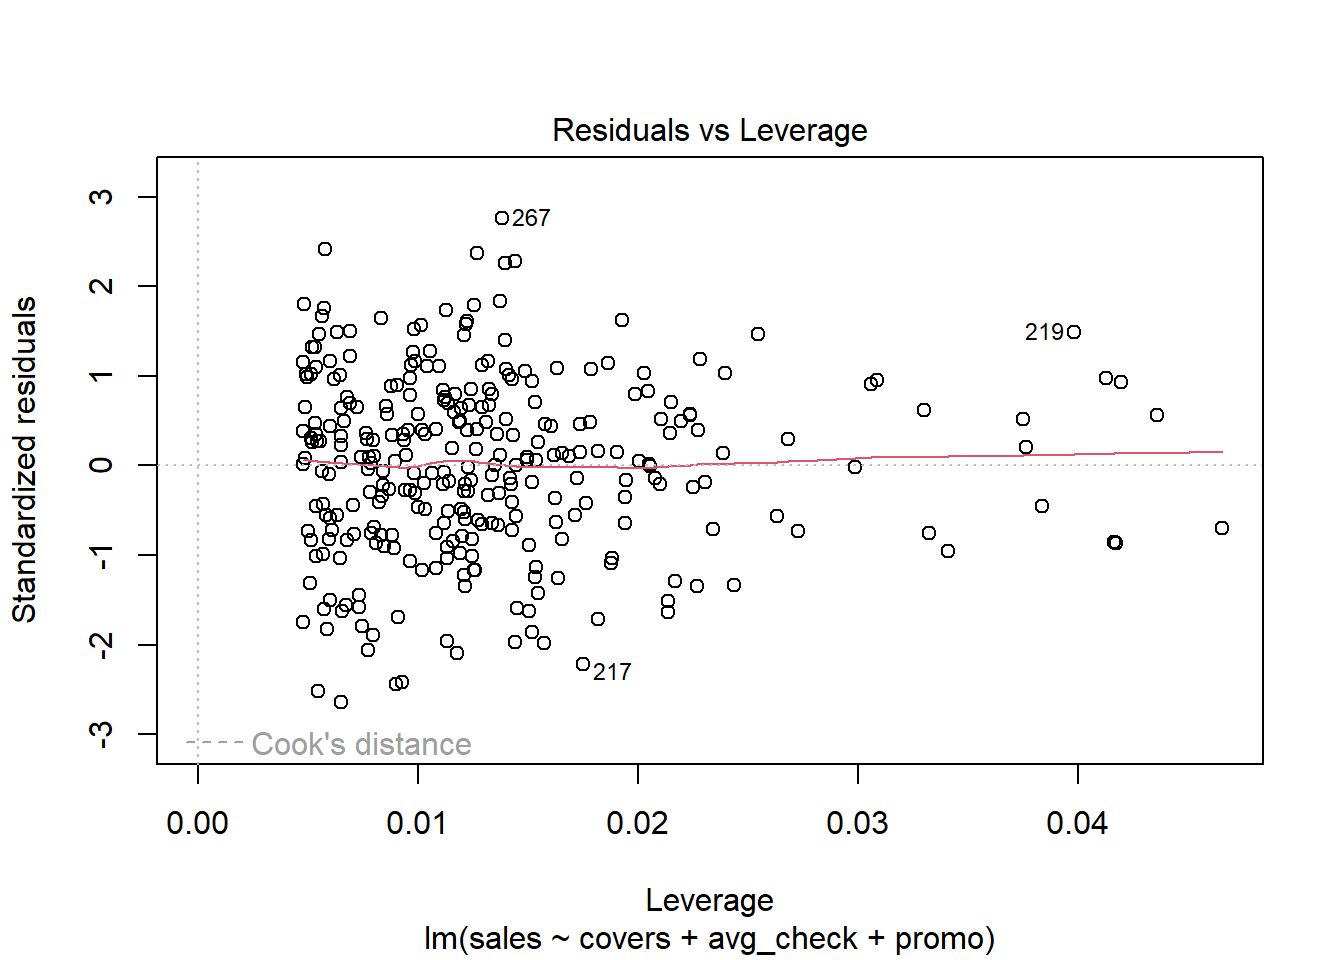 Residuals vs Leverage
Standardized residuals
3
2
1
0
-1
-2
-3
267
219
217
Cook's distance
0.00 0.01 0.02 0.03 0.04
Leverage
lm(sales ~ covers + avg_check + promo)